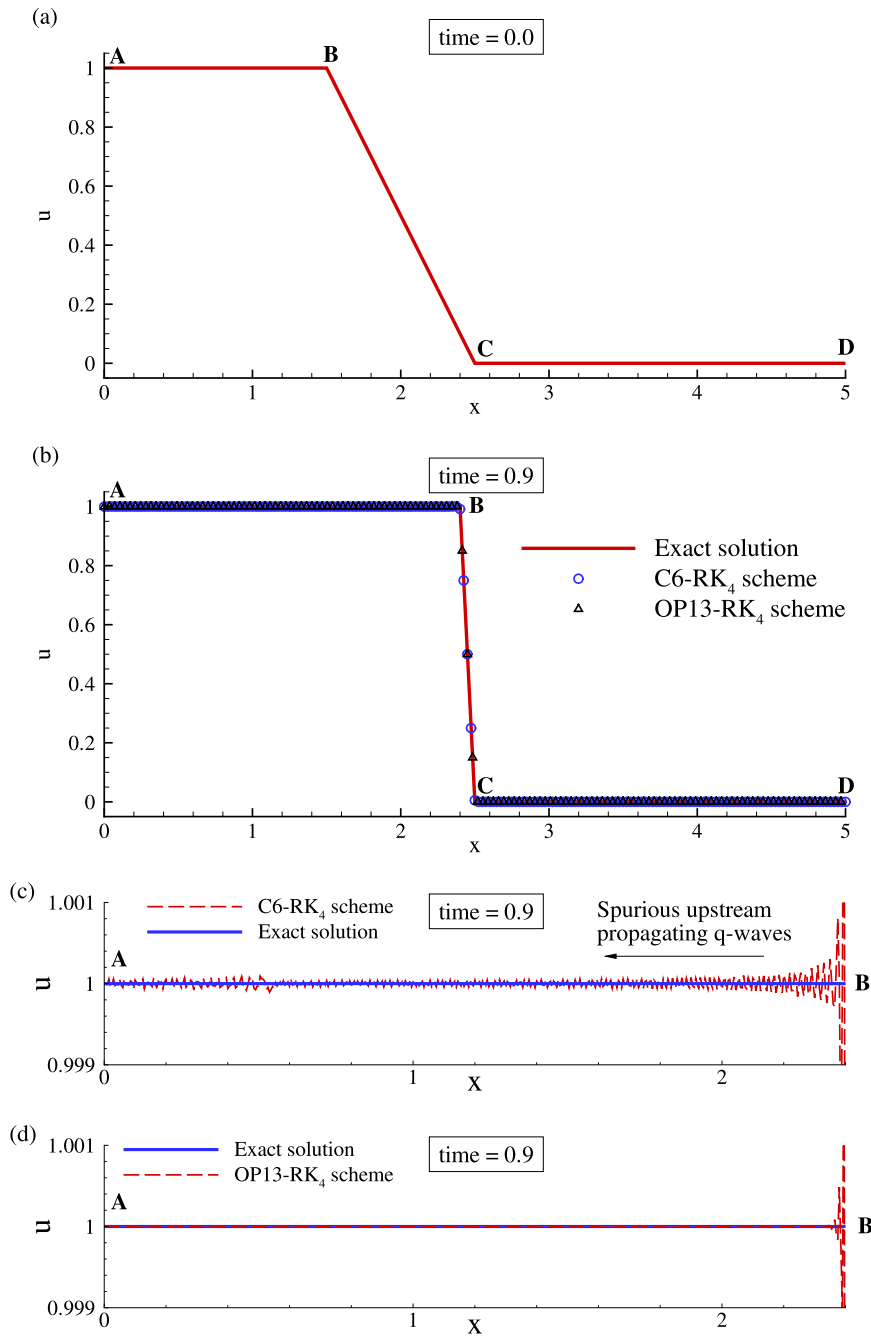 (a)
time = 0.0
A
B
1
0.8
0.6
u
0.4
0.2
0
C
D
0 1 2 3 4 5
x
(b)
time = 0.9
A
B
1
0.8
0.6
u
0.4
0.2
0
Exact solution
C6-RK4 scheme
OP13-RK4 scheme
C
D
0 1 2 3 4 5
x
(c)
1.001
C6-RK4 scheme
Exact solution
time = 0.9
Spurious upstream
propagating q-waves
A
u
1
B
0.999
0 1 2
X
(d)
1.001
Exact solution
OP13-RK4 scheme
time = 0.9
A
u
1
B
0.999
0 1 2
X